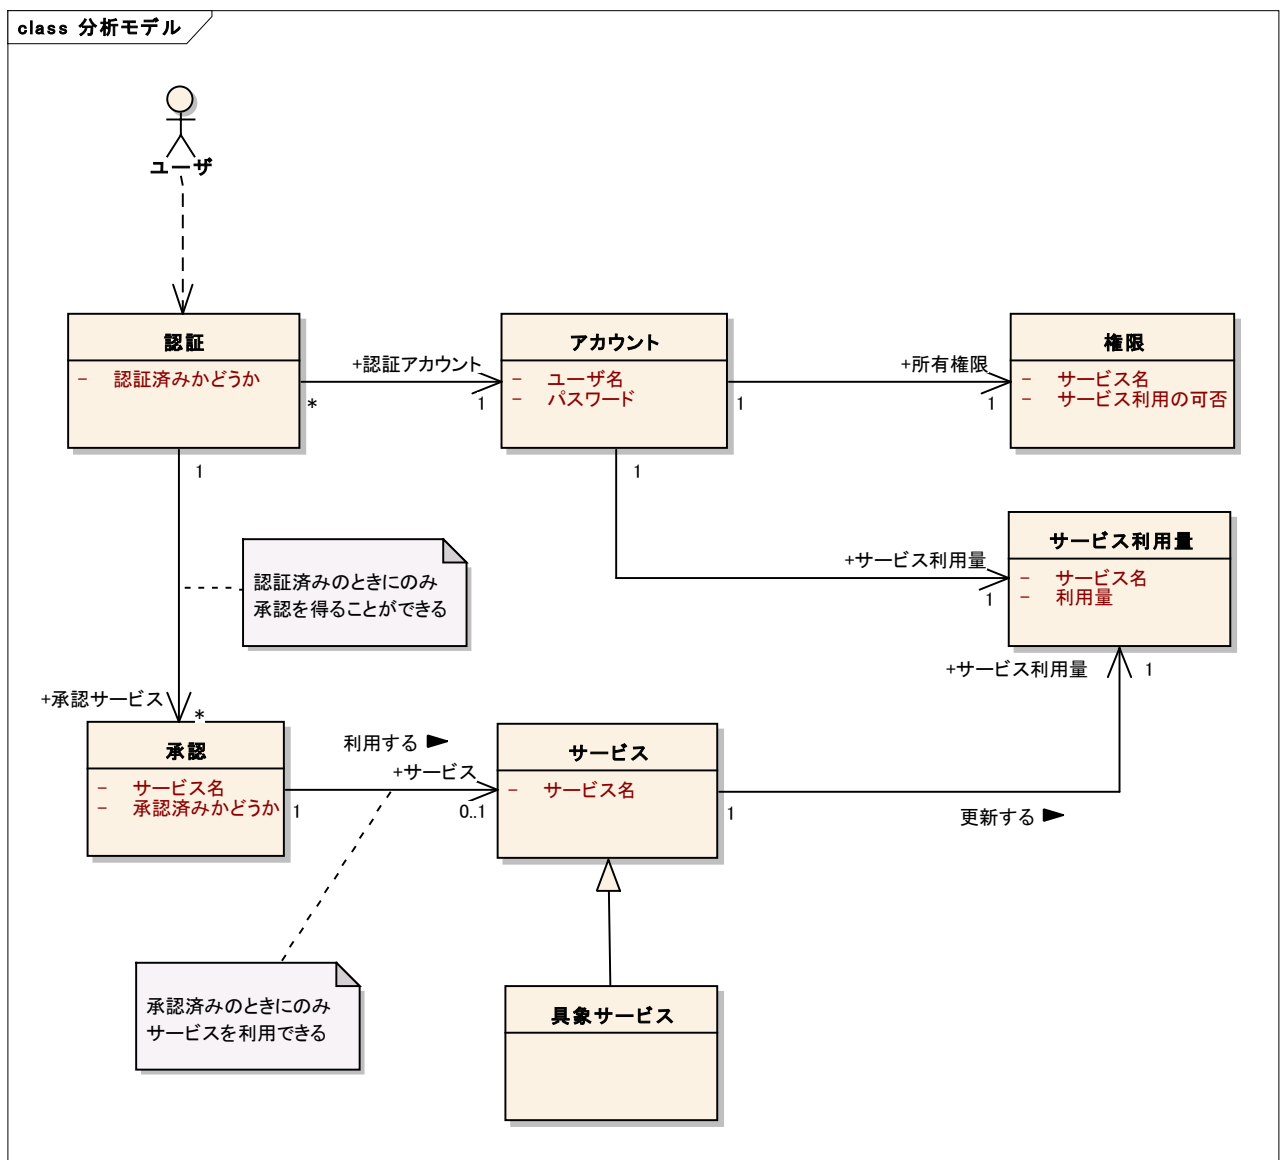 class 分析モデル
ユーザ
認証
- 認証済みかどうか
+認証アカウント
*
1
アカウント
- ユーザ名
- パスワード
+所有権限
1
1
権限
- サービス名
- サービス利用の可否
1
1
認証済みのときにのみ
承認を得ることができる
+サービス利用量
1
サービス利用量
- サービス名
- 利用量
+サービス利用量
1
+承認サービス
*
承認
- サービス名
- 承認済みかどうか
利用する ►
+サービス
1
0..1
サービス
- サービス名
1
更新する ►
承認済みのときにのみ
サービスを利用できる
具象サービス